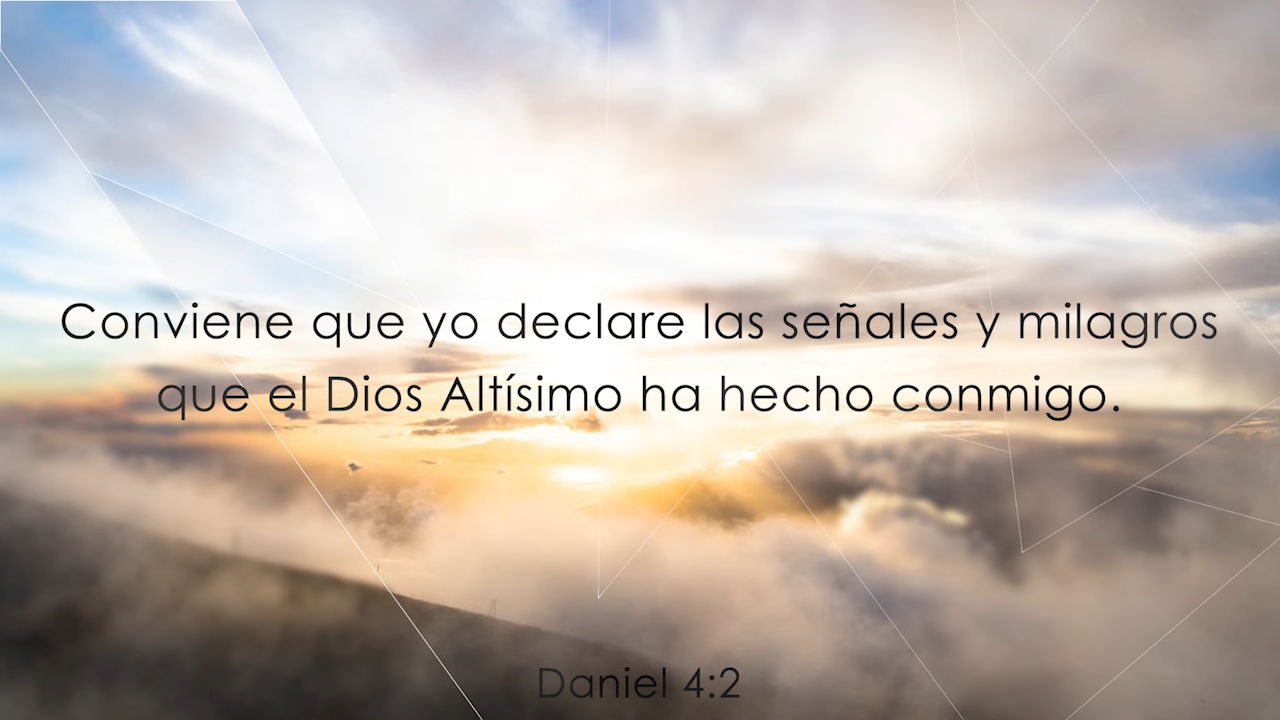 Conviene que yo declare las señales y milagros
que el Dios Altísimo ha hecho conmigo.
Daniel 4:2